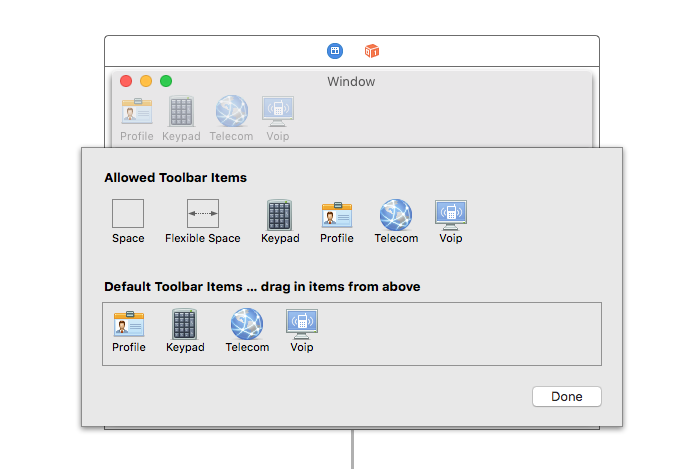 Window
Profile Keypad Telecom Voip
Allowed Toolbar Items
Space Flexible Space Keypad Profile Telecom Voip
Default Toolbar Items ... drag in items from above
Profile Keypad Telecom Voip
Done